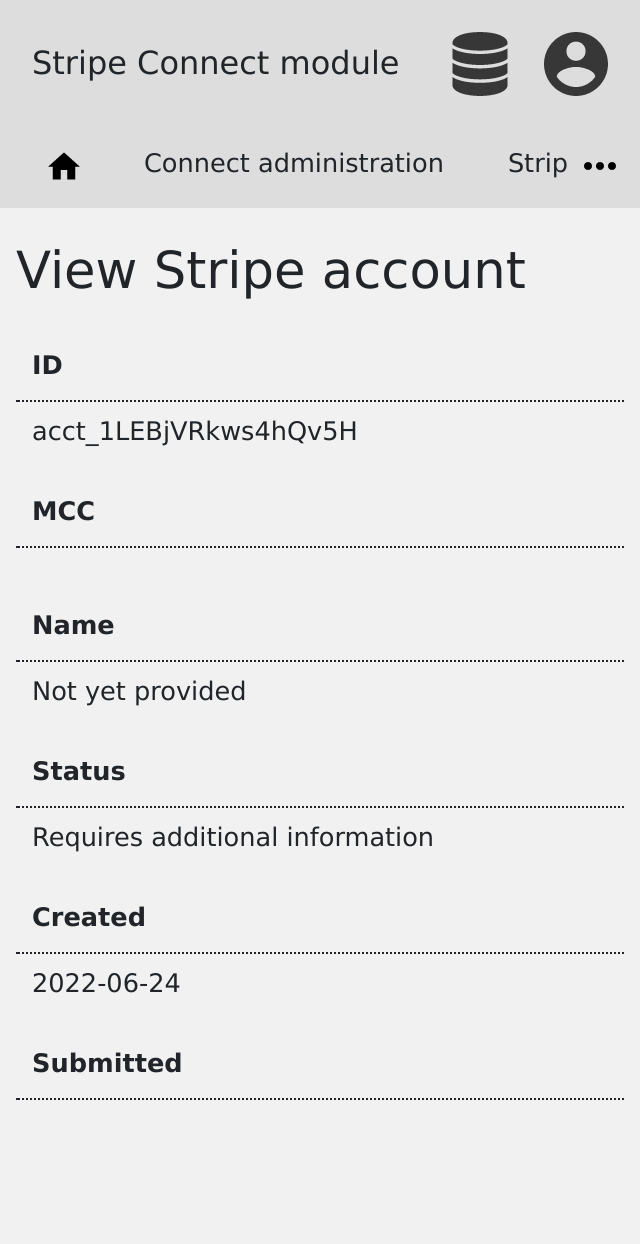 Stripe Connect module
Connect administration Strip
View Stripe account
ID
acct_1LEBjVRkws4hQv5H
MCC
Name
Not yet provided
Status
Requires additional information
Created
2022-06-24
Submitted